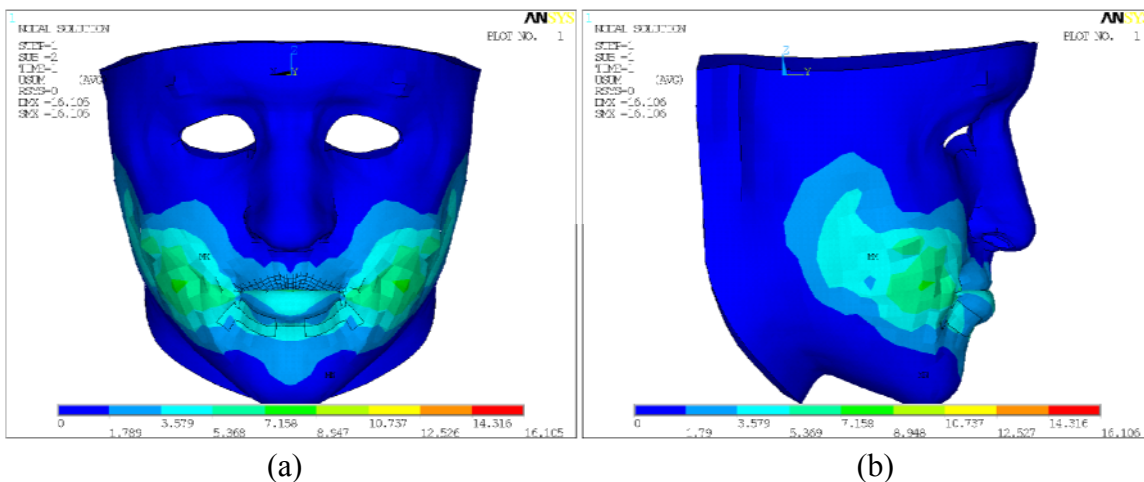 1
NODAL SOLUTION
STEP=1
SUB =2
TIME=1
USUM (AVG)
RSYS=0
DMX =16.105
SMX =16.105
ANSYS
PLOT NO. 1
Z
Y
MX
MN
0 3.579 7.158 10.737 14.316
1.789 5.368 8.947 12.526 16.105
(a)
1
NODAL SOLUTION
STEP=1
TIME=1
USUM (AVG)
RSYS=0
DMX =16.106
SMX =16.106
ANSYS
PLOT NO. 1
Z
Y
MX
0 3.579 7.158 10.737 14.316
1.79 5.369 8.948 12.527 16.106
(b)